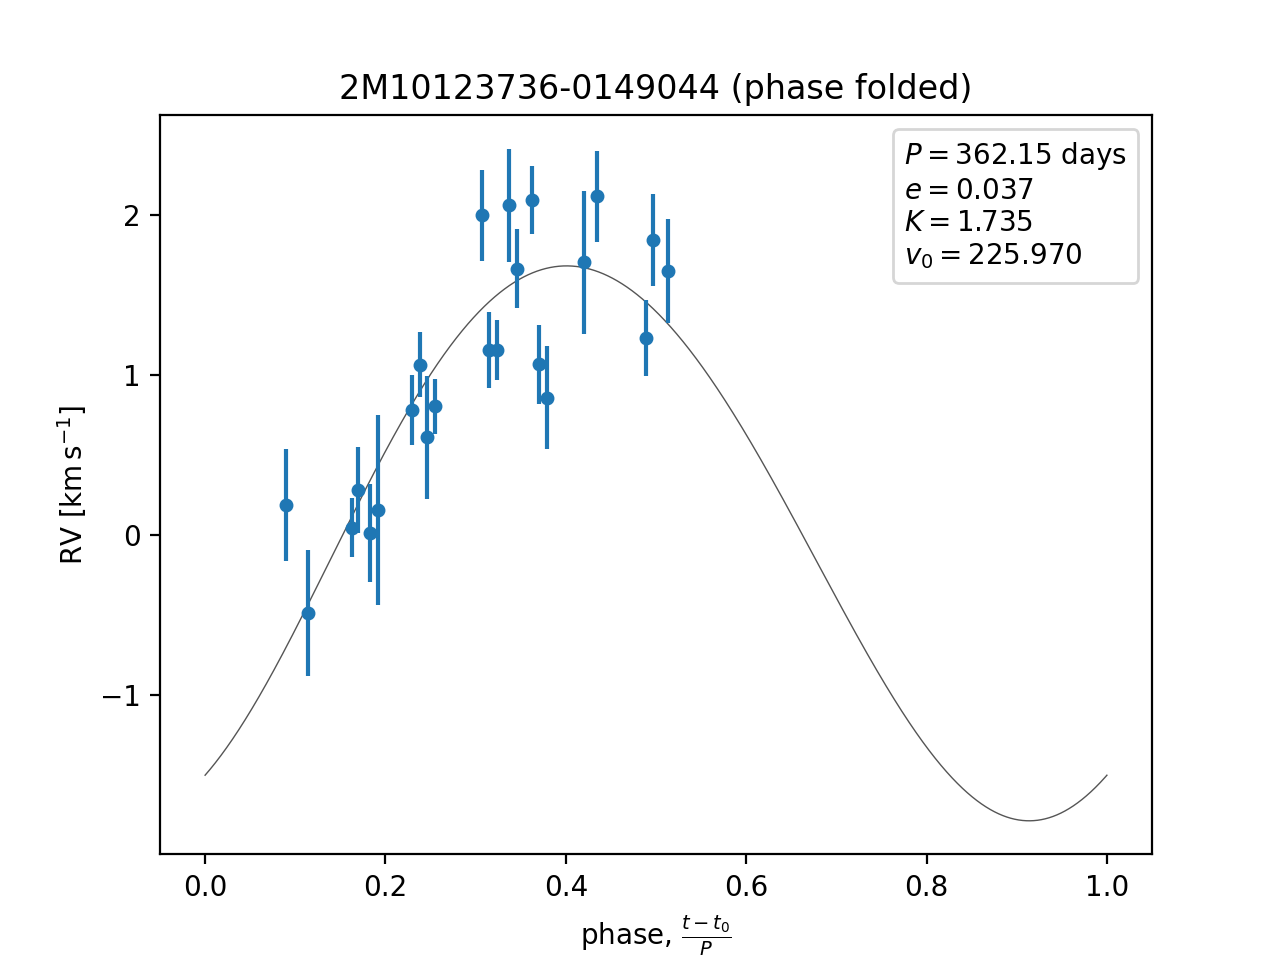 2M10123736-0149044 (phase folded)
P = 362.15 days
e = 0.037
K = 1.735
v₀ = 225.970
RV [km s⁻¹]
2
1
0
−1
0.0 0.2 0.4 0.6 0.8 1.0
phase, (t − t₀)/P